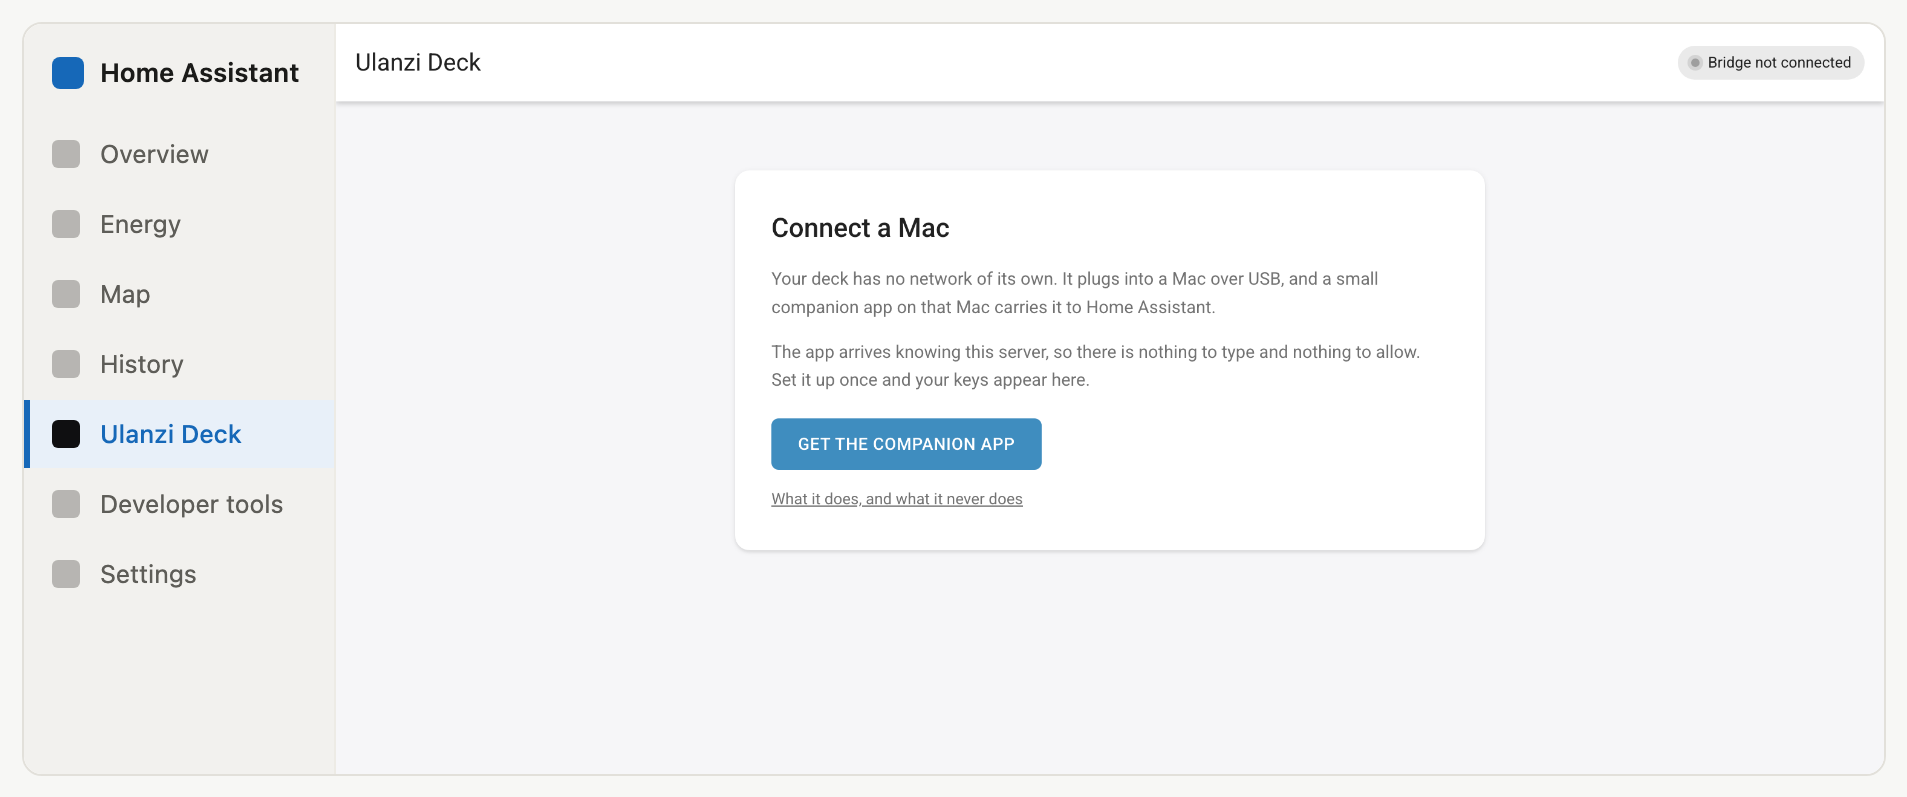 Home Assistant
Overview
Energy
Map
History
Ulanzi Deck
Developer tools
Settings
Ulanzi Deck
Bridge not connected
Connect a Mac
Your deck has no network of its own. It plugs into a Mac over USB, and a small
companion app on that Mac carries it to Home Assistant.
The app arrives knowing this server, so there is nothing to type and nothing to allow.
Set it up once and your keys appear here.
GET THE COMPANION APP
What it does, and what it never does